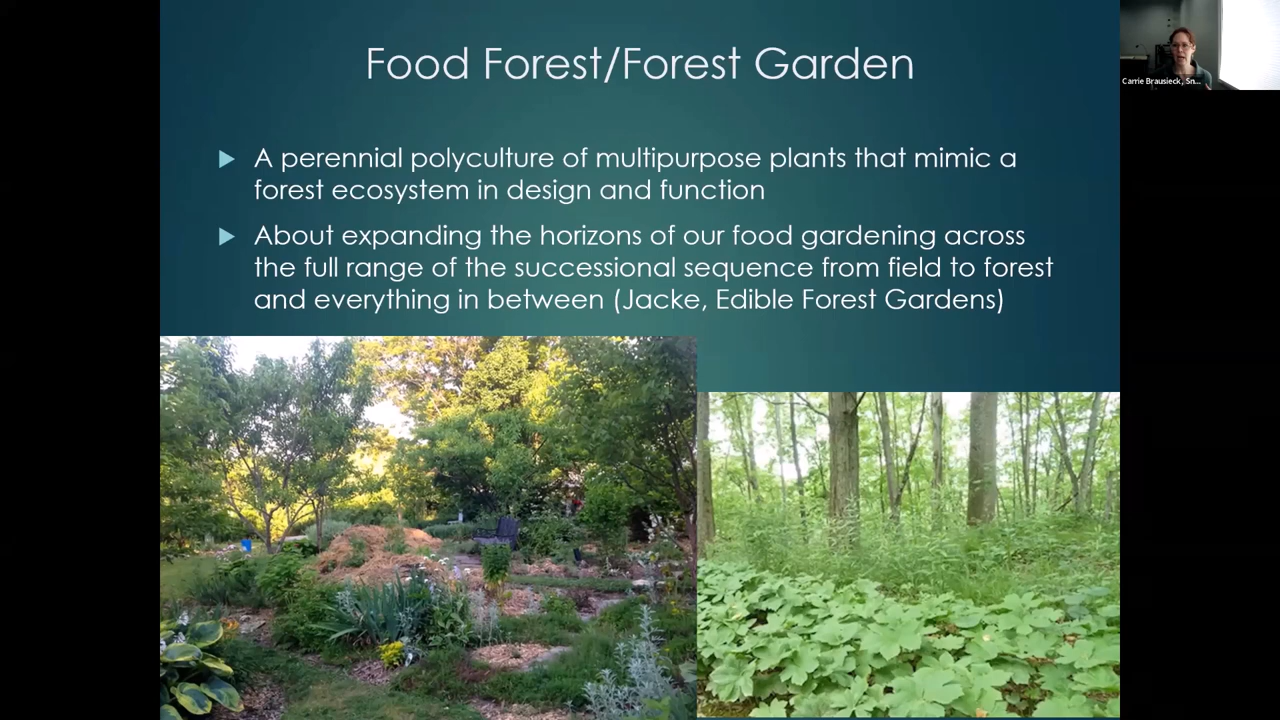 Food Forest/Forest Garden
A perennial polyculture of multipurpose plants that mimic a
forest ecosystem in design and function
About expanding the horizons of our food gardening across
the full range of the successional sequence from field to forest
and everything in between (Jacke, Edible Forest Gardens)
Carrie Brausieck, Sn...